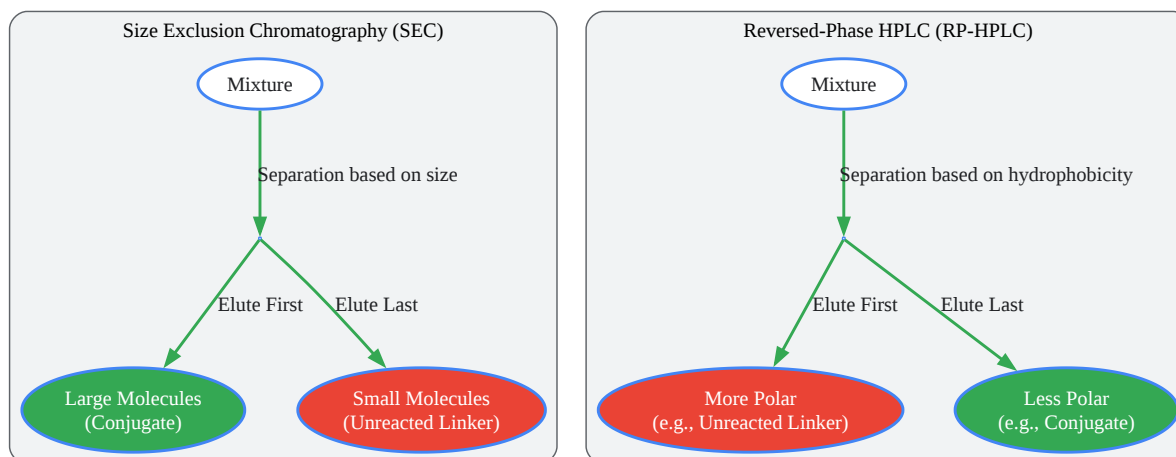 Size Exclusion Chromatography (SEC)
Mixture
Separation based on size
Elute First
Elute Last
Large Molecules
(Conjugate)
Small Molecules
(Unreacted Linker)
Reversed-Phase HPLC (RP-HPLC)
Mixture
Separation based on hydrophobicity
Elute First
Elute Last
More Polar
(e.g., Unreacted Linker)
Less Polar
(e.g., Conjugate)